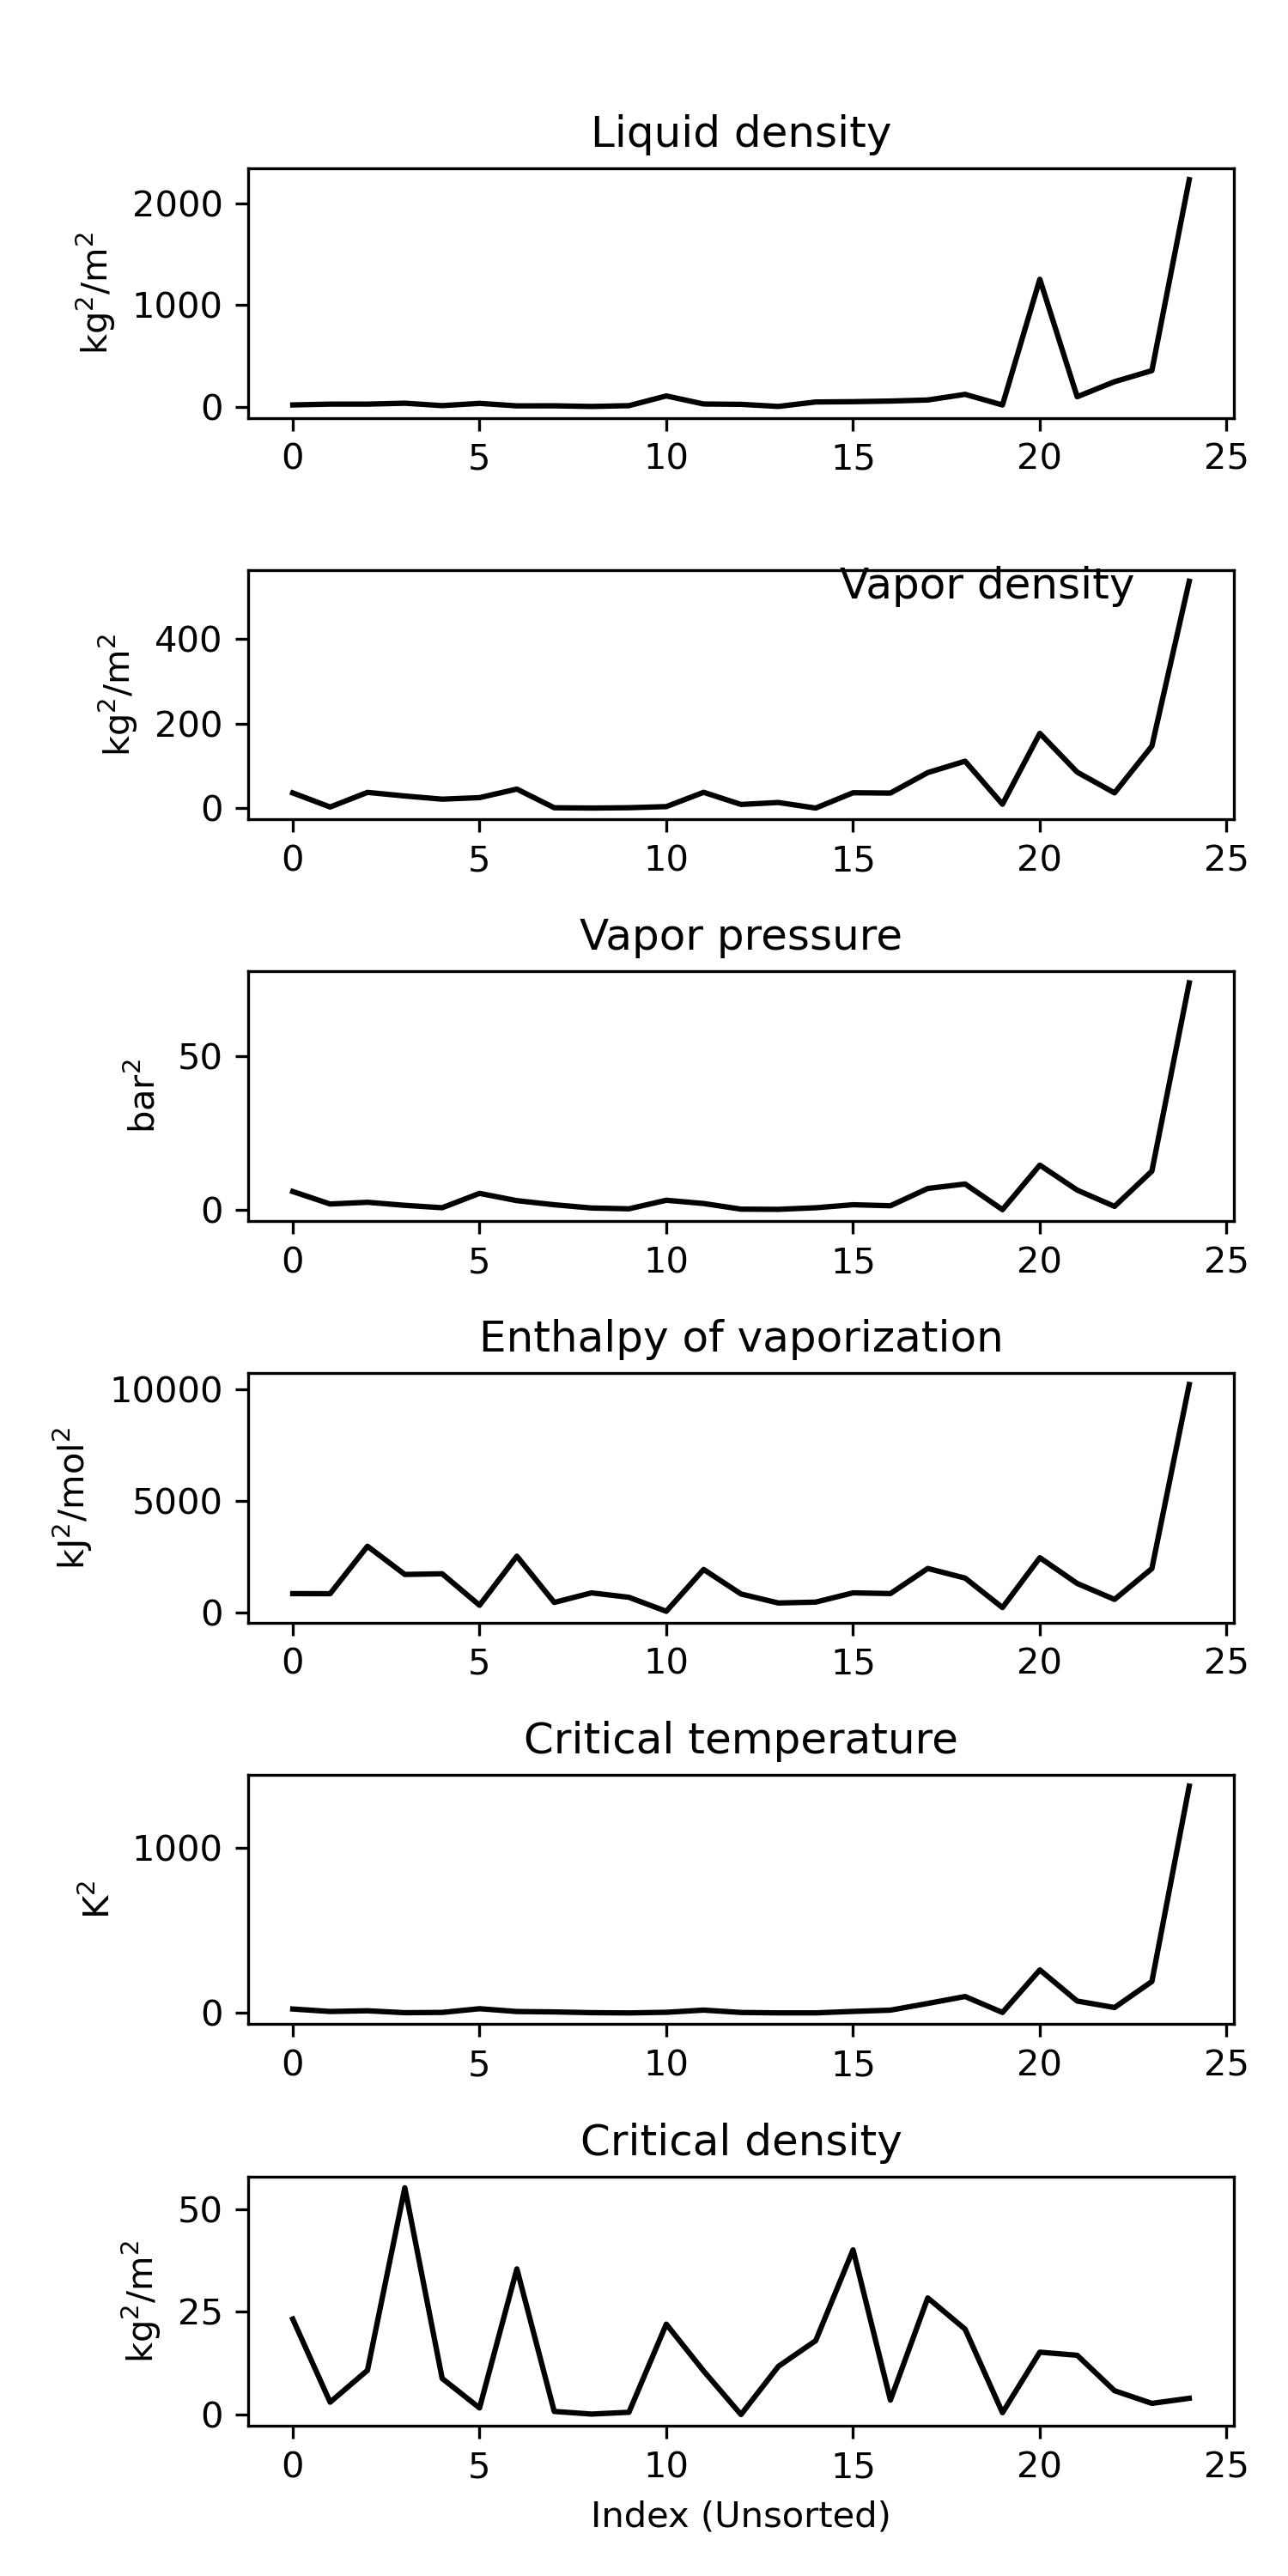 Liquid density
kg²/m²
2000
1000
0
0 5 10 15 20 25
Vapor density
kg²/m²
400
200
0
0 5 10 15 20 25
Vapor pressure
bar²
50
0
0 5 10 15 20 25
Enthalpy of vaporization
kJ²/mol²
10000
5000
0
0 5 10 15 20 25
Critical temperature
K²
1000
0
0 5 10 15 20 25
Critical density
kg²/m²
50
25
0
0 5 10 15 20 25
Index (Unsorted)